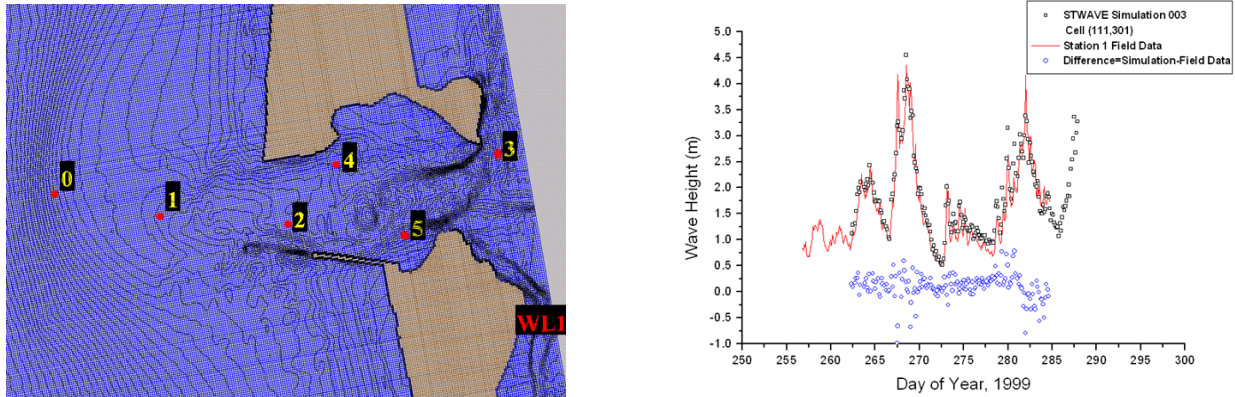 0
1
2
3
4
5
WL1
STWAVE Simulation 003
Cell (111,301)
Station 1 Field Data
Difference=Simulation-Field Data
Wave Height (m)
5.0
4.5
4.0
3.5
3.0
2.5
2.0
1.5
1.0
0.5
0.0
-0.5
-1.0
250 255 260 265 270 275 280 285 290 295 300
Day of Year, 1999